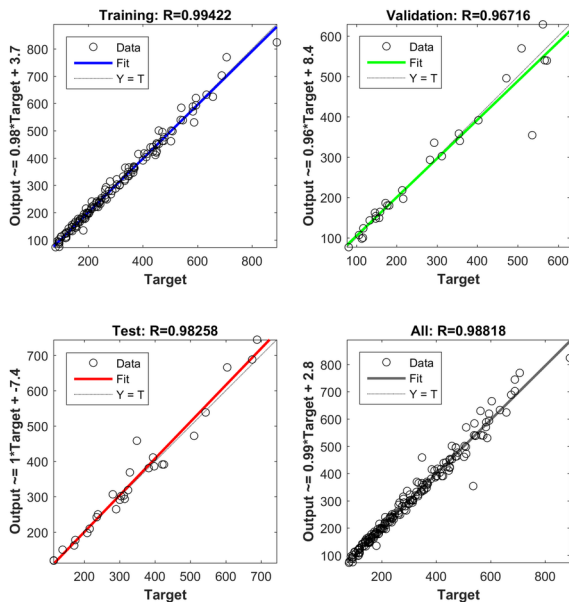 Training: R=0.99422
Output ~= 0.98*Target + 3.7
800
700
600
500
400
300
200
100
Data
Fit
Y = T
200 400 600 800
Target
Validation: R=0.96716
Output ~= 0.96*Target + 8.4
600
500
400
300
200
100
Data
Fit
Y = T
100 200 300 400 500 600
Target
Test: R=0.98258
Output ~= 1*Target + -7.4
700
600
500
400
300
200
Data
Fit
Y = T
200 300 400 500 600 700
Target
All: R=0.98818
Output ~= 0.99*Target + 2.8
800
700
600
500
400
300
200
100
Data
Fit
Y = T
200 400 600 800
Target